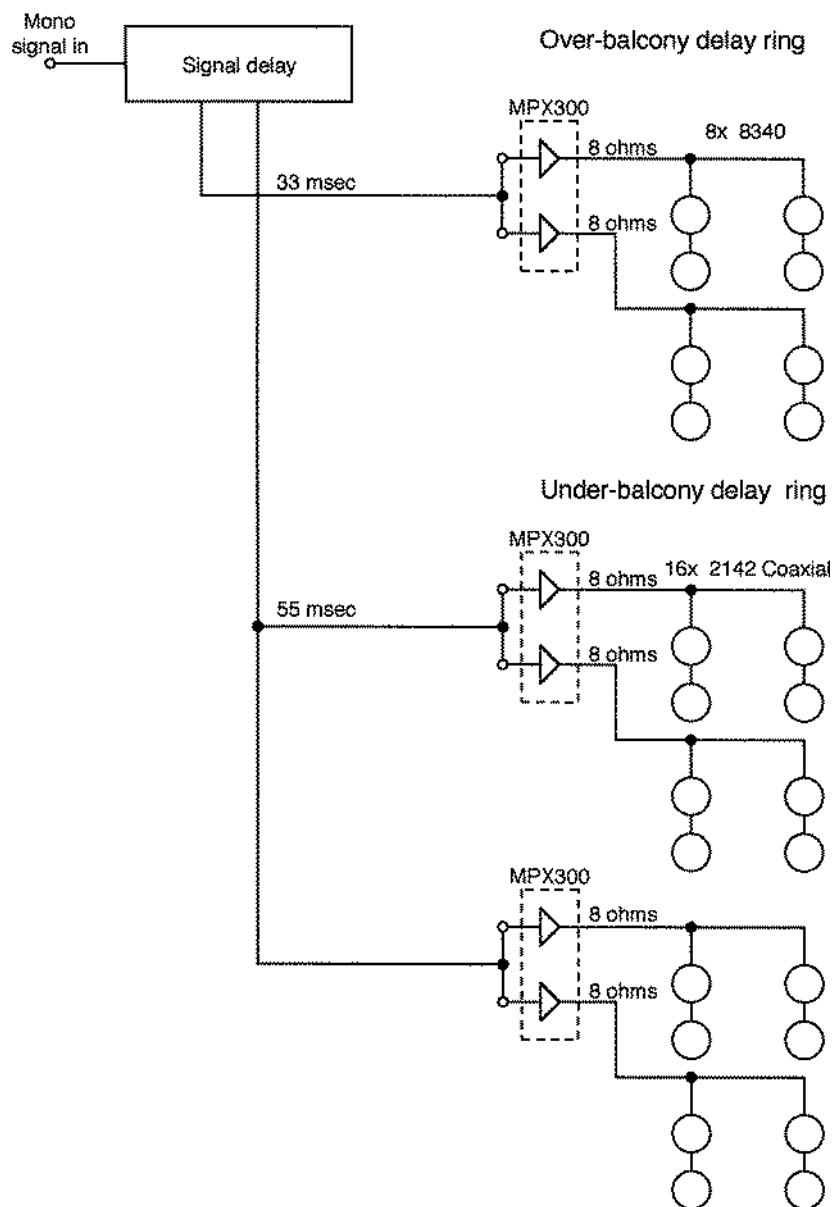 Mono
signal in
Signal delay
Over-balcony delay ring
MPX300
8 ohms
8x 8340
33 msec
8 ohms
Under-balcony delay ring
MPX300
8 ohms
16x 2142 Coaxial
55 msec
8 ohms
MPX300
8 ohms
8 ohms